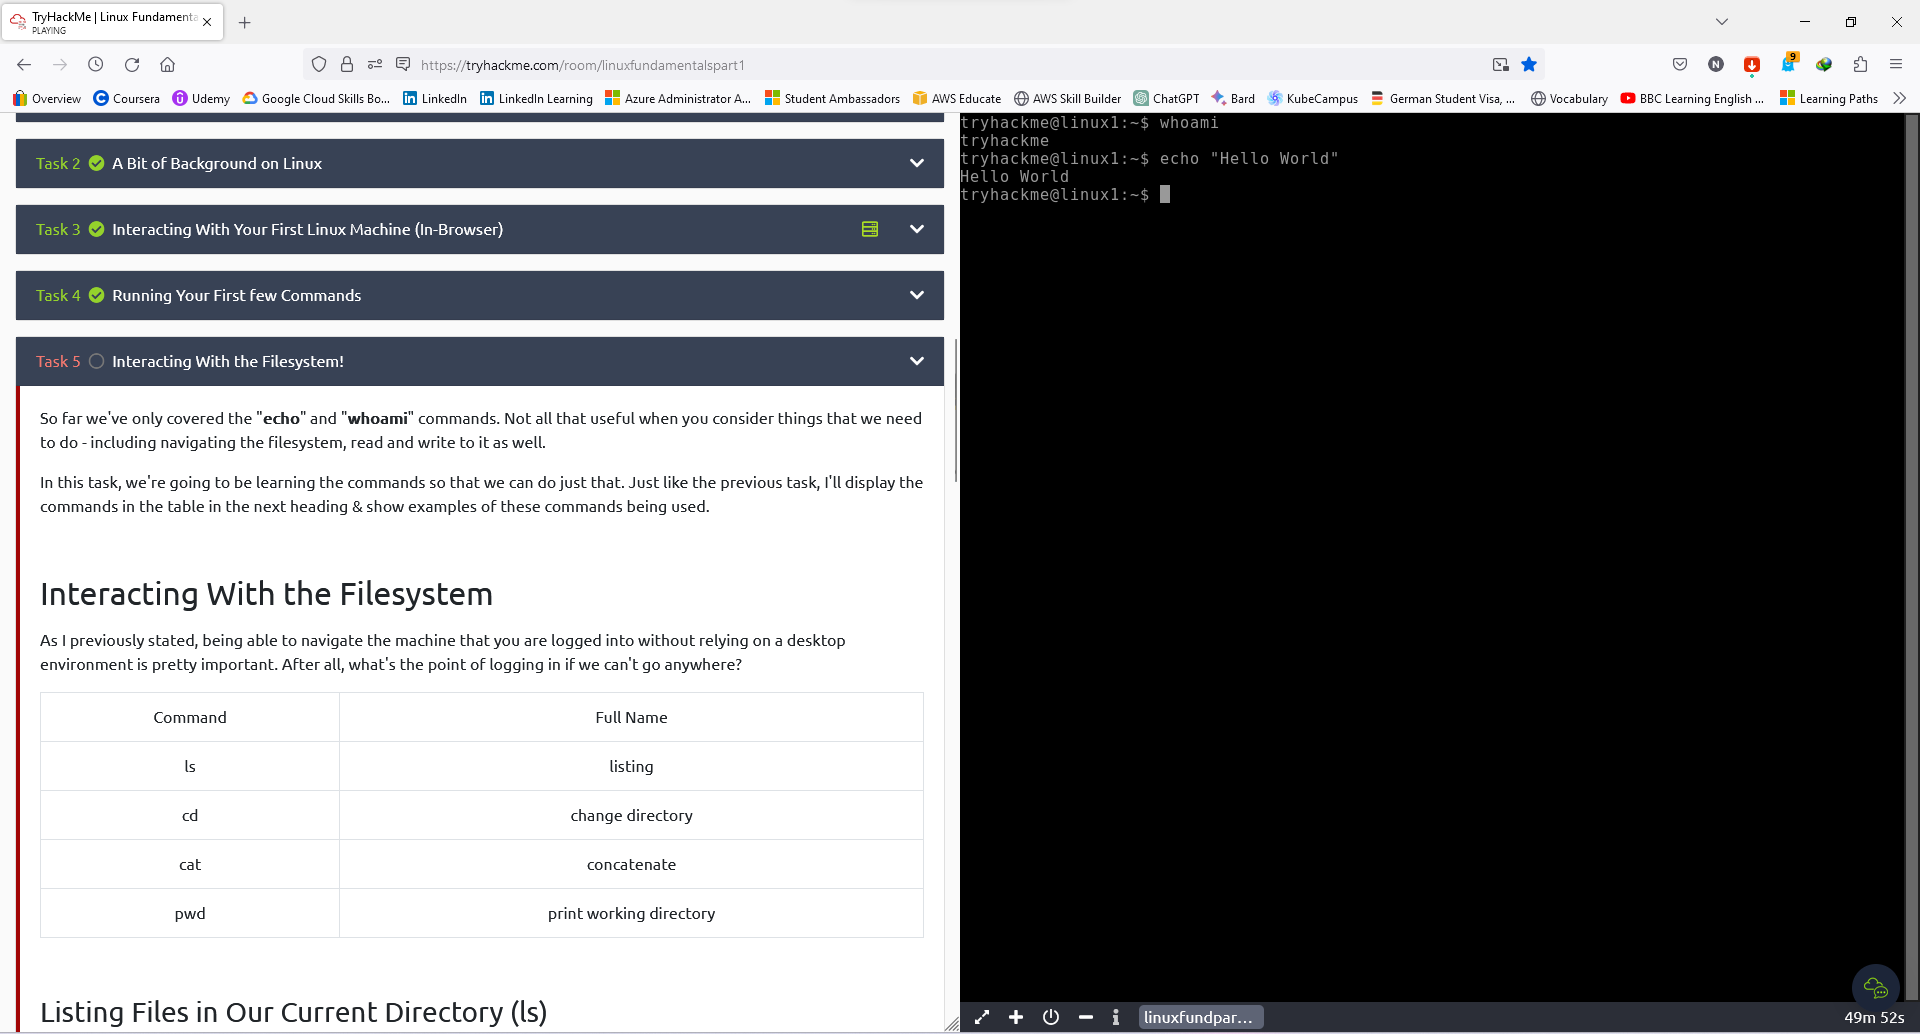 TryHackMe | Linux Fundamenta
PLAYING
https://tryhackme.com/room/linuxfundamentalspart1
N
9
Overview
Coursera
Udemy
Google Cloud Skills Bo...
LinkedIn
LinkedIn Learning
Azure Administrator A...
Student Ambassadors
AWS Educate
AWS Skill Builder
ChatGPT
Bard
KubeCampus
German Student Visa, ...
Vocabulary
BBC Learning English ...
Learning Paths
Task 2 A Bit of Background on Linux
Task 3 Interacting With Your First Linux Machine (In-Browser)
Task 4 Running Your First few Commands
Task 5 Interacting With the Filesystem!
So far we've only covered the "echo" and "whoami" commands. Not all that useful when you consider things that we need
to do - including navigating the filesystem, read and write to it as well.
In this task, we're going to be learning the commands so that we can do just that. Just like the previous task, I'll display the
commands in the table in the next heading & show examples of these commands being used.
Interacting With the Filesystem
As I previously stated, being able to navigate the machine that you are logged into without relying on a desktop
environment is pretty important. After all, what's the point of logging in if we can't go anywhere?
Command Full Name
ls listing
cd change directory
cat concatenate
pwd print working directory
Listing Files in Our Current Directory (ls)
tryhackme@linux1:~$ whoami
tryhackme
tryhackme@linux1:~$ echo "Hello World"
Hello World
tryhackme@linux1:~$
linuxfundpar...
49m 52s